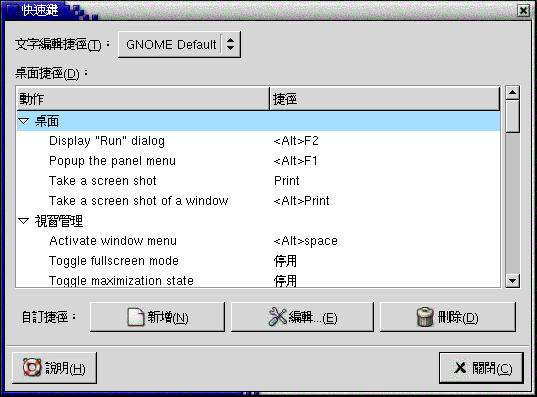 快速鍵
文字編輯捷徑(T)： GNOME Default
桌面捷徑(D)：
動作 捷徑
桌面
Display "Run" dialog <Alt>F2
Popup the panel menu <Alt>F1
Take a screen shot Print
Take a screen shot of a window <Alt>Print
視窗管理
Activate window menu <Alt>space
Toggle fullscreen mode 停用
Toggle maximization state 停用
自訂捷徑： 新增(N) 編輯...(E) 刪除(D)
說明(H) 關閉(C)